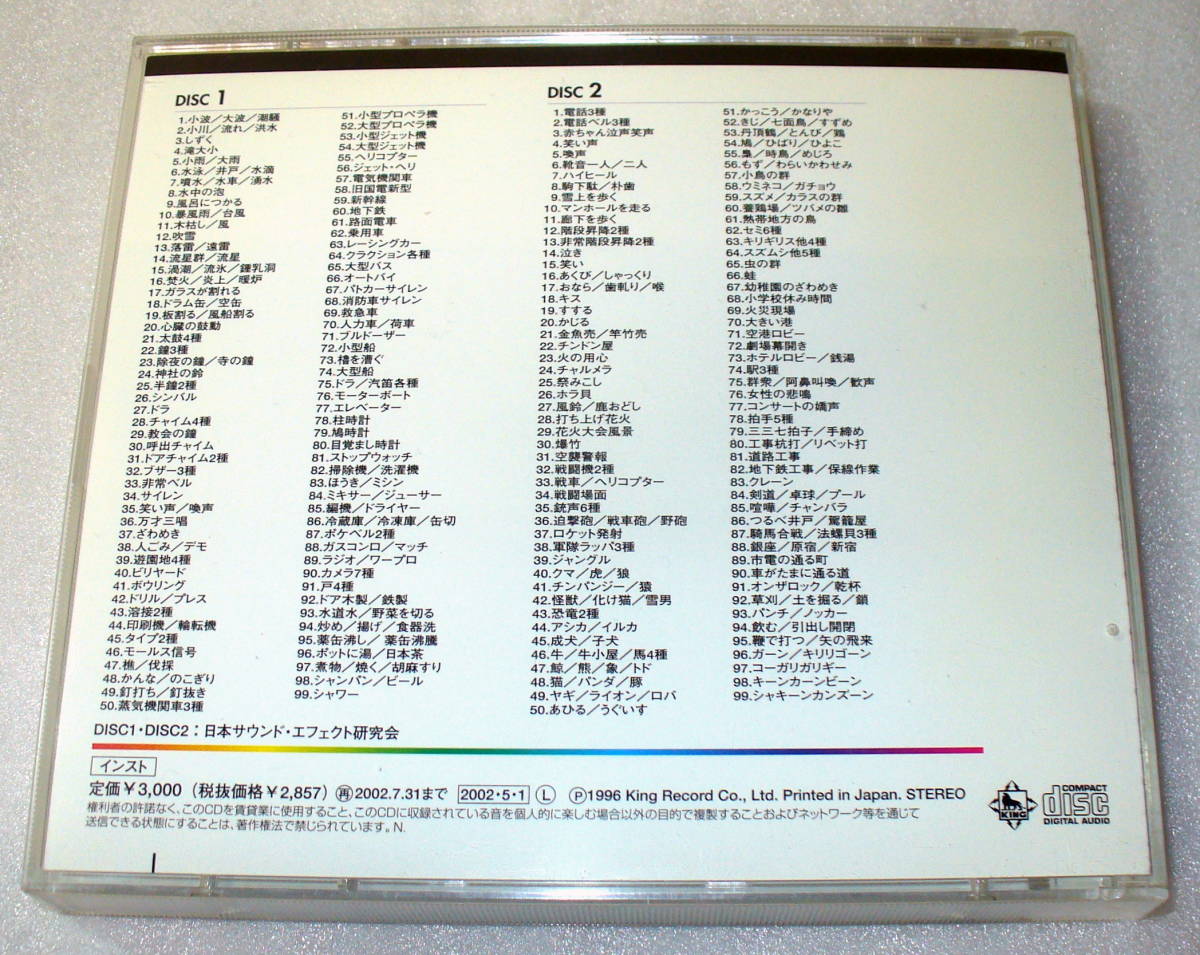 DISC 1
1.小波／大波／潮騒
2.小川／流れ／洪水
3.しずく
4.滝大小
5.小雨／大雨
6.水泳／井戸／水滴
7.噴水／水車／湧水
8.水中の泡
9.風呂につかる
10.暴風雨／台風
11.木枯し／風
12.吹雪
13.落雷／遠雷
14.流星群／流星
15.渦潮／流氷／鍾乳洞
16.焚火／炎上／暖炉
17.ガラスが割れる
18.ドラム缶／空缶
19.板割る／風船割る
20.心臓の鼓動
21.太鼓4種
22.鐘3種
23.除夜の鐘／寺の鐘
24.神社の鈴
25.半鐘2種
26.シンバル
27.ドラ
28.チャイム4種
29.教会の鐘
30.呼出チャイム
31.ドアチャイム2種
32.ブザー3種
33.非常ベル
34.サイレン
35.笑い声／喚声
36.万才三唱
37.ざわめき
38.人ごみ／デモ
39.遊園地4種
40.ビリヤード
41.ボウリング
42.ドリル／プレス
43.溶接2種
44.印刷機／輪転機
45.タイプ2種
46.モールス信号
47.樵／伐採
48.かんな／のこぎり
49.釘打ち／釘抜き
50.蒸気機関車3種
51.小型プロペラ機
52.大型プロペラ機
53.小型ジェット機
54.大型ジェット機
55.ヘリコプター
56.ジェット・ヘリ
57.電気機関車
58.旧国電新型
59.新幹線
60.地下鉄
61.路面電車
62.乗用車
63.レーシングカー
64.クラクション各種
65.大型バス
66.オートバイ
67.パトカーサイレン
68.消防車サイレン
69.救急車
70.人力車／荷車
71.ブルドーザー
72.小型船
73.櫓を漕ぐ
74.大型船
75.ドラ／汽笛各種
76.モーターボート
77.エレベーター
78.柱時計
79.鳩時計
80.目覚まし時計
81.ストップウォッチ
82.掃除機／洗濯機
83.ほうき／ミシン
84.ミキサー／ジューサー
85.編機／ドライヤー
86.冷蔵庫／冷凍庫／缶切
87.ポケベル2種
88.ガスコンロ／マッチ
89.ラジオ／ワープロ
90.カメラ7種
91.戸4種
92.ドア木製／鉄製
93.水道水／野菜を切る
94.炒め／揚げ／食器洗
95.薬缶沸し／薬缶沸騰
96.ポットに湯／日本茶
97.煮物／焼く／胡麻すり
98.シャンパン／ビール
99.シャワー
DISC 2
1.電話3種
2.電話ベル3種
3.赤ちゃん泣声笑声
4.笑い声
5.喚声
6.靴音一人／二人
7.ハイヒール
8.駒下駄／朴歯
9.雪上を歩く
10.マンホールを走る
11.廊下を歩く
12.階段昇降2種
13.非常階段昇降2種
14.泣き
15.笑い
16.あくび／しゃっくり
17.おなら／歯軋り／喉
18.キス
19.すする
20.かじる
21.金魚売／竿竹売
22.チンドン屋
23.火の用心
24.チャルメラ
25.祭みこし
26.ホラ貝
27.風鈴／鹿おどし
28.打ち上げ花火
29.花火大会風景
30.爆竹
31.空襲警報
32.戦闘機2種
33.戦車／ヘリコプター
34.戦闘場面
35.銃声6種
36.迫撃砲／戦車砲／野砲
37.ロケット発射
38.軍隊ラッパ3種
39.ジャングル
40.クマ／虎／狼
41.チンパンジー／猿
42.怪獣／化け猫／雪男
43.恐竜2種
44.アシカ／イルカ
45.成犬／子犬
46.牛／牛小屋／馬4種
47.鯨／熊／象／トド
48.猫／パンダ／豚
49.ヤギ／ライオン／ロバ
50.あひる／うぐいす
51.かっこう／かなりや
52.きじ／七面鳥／すずめ
53.丹頂鶴／とんび／鶏
54.鳩／ひばり／ひよこ
55.梟／時鳥／めじろ
56.もず／わらいかわせみ
57.小鳥の群
58.ウミネコ／ガチョウ
59.スズメ／カラスの群
60.養鶏場／ツバメの雛
61.熱帯地方の鳥
62.セミ6種
63.キリギリス他4種
64.スズムシ他5種
65.虫の群
66.蛙
67.幼稚園のざわめき
68.小学校休み時間
69.火災現場
70.大きい港
71.空港ロビー
72.劇場幕開き
73.ホテルロビー／銭湯
74.駅3種
75.群衆／阿鼻叫喚／歓声
76.女性の悲鳴
77.コンサートの嬌声
78.拍手5種
79.三三七拍子／手締め
80.工事杭打／リベット打
81.道路工事
82.地下鉄工事／保線作業
83.クレーン
84.剣道／卓球／プール
85.喧嘩／チャンバラ
86.つるべ井戸／駕籠屋
87.騎馬合戦／法螺貝3種
88.銀座／原宿／新宿
89.市電の通る町
90.車がたまに通る道
91.オンザロック／乾杯
92.草刈／土を掘る／鎖
93.パンチ／ノッカー
94.飲む／引出し開閉
95.鞭で打つ／矢の飛来
96.ガーン／キリリゴーン
97.コーガリガリギー
98.キーンカーンビーン
99.シャキーンカンズーン
DISC1・DISC2：日本サウンド・エフェクト研究会
インスト
定価￥3,000（税抜価格￥2,857）再2002.7.31まで 2002・5・1 Ⓛ Ⓟ1996 King Record Co., Ltd. Printed in Japan. STEREO
権利者の許諾なく、このCDを賃貸業に使用すること、このCDに収録されている音を個人的に楽しむ場合以外の目的で複製することおよびネットワーク等を通じて
送信できる状態にすることは、著作権法で禁じられています。N.
KING
COMPACT
disc
DIGITAL AUDIO